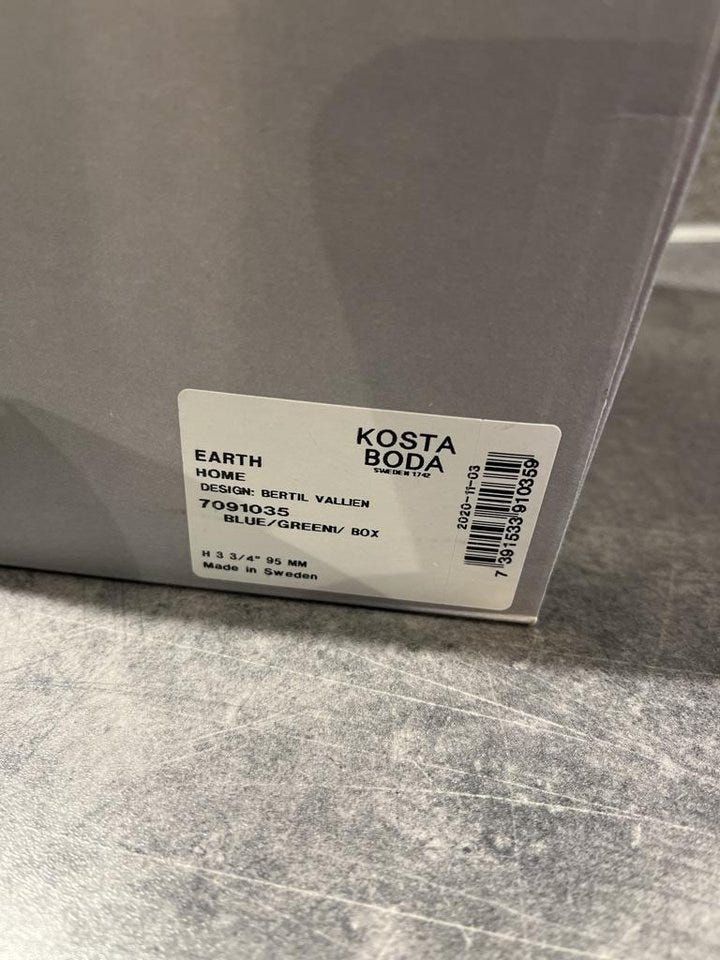 KOSTA
BODA
SWEDEN 1742
EARTH
HOME
DESIGN: BERTIL VALLIEN
7091035
BLUE/GREEN1/ BOX
H 3 3/4" 95 MM
Made in Sweden
2020-11-03
7 391533 910359